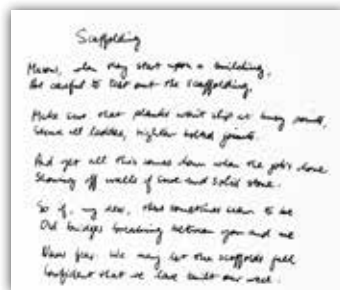 Scaffolding
Masons, when they start upon a building,
Are careful to test out the scaffolding;
Make sure that planks won't slip at busy points,
Secure all ladders, tighten bolted joints.
And yet all this comes down when the job's done
Showing off walls of sure and solid stone.
So if, my dear, there sometimes seem to be
Old bridges breaking between you and me
Never fear. We may let the scaffolds fall
Confident that we have built our wall.